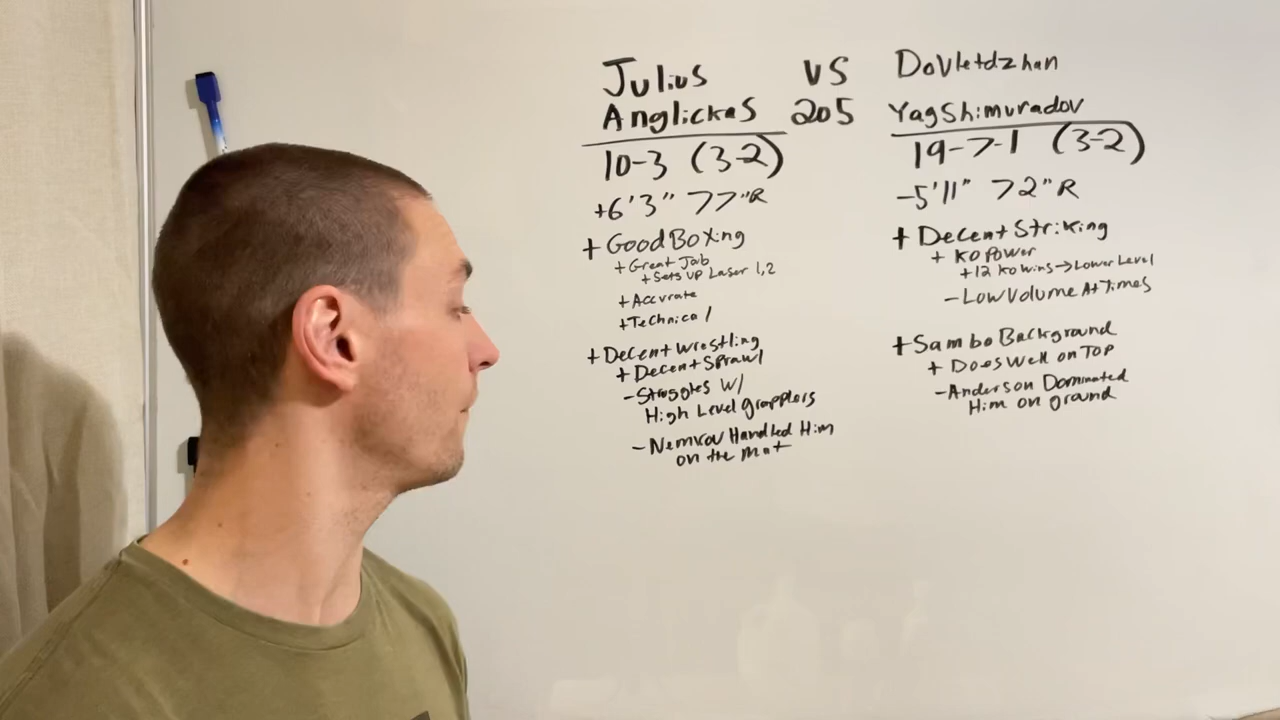 Julius VS Dovletdzhan
Anglickas 205 Yagshimuradov
10-3 (3-2)
+6'3" 77"R
+ Good Boxing
+ Great Jab
+ Sets up Laser 1,2
+ Accurate
+ Technical
+ Decent Wrestling
+ Decent Sprawl
- Struggles W/
High Level grapplers
- Nemkov Handled Him
on the Mat
19-7-1 (3-2)
-5'11" 72"R
+ Decent Striking
+ KO Power
+ 12 KO wins → Lower Level
- Low Volume At Times
+ Sambo Background
+ Does Well on Top
- Anderson Dominated
Him on ground